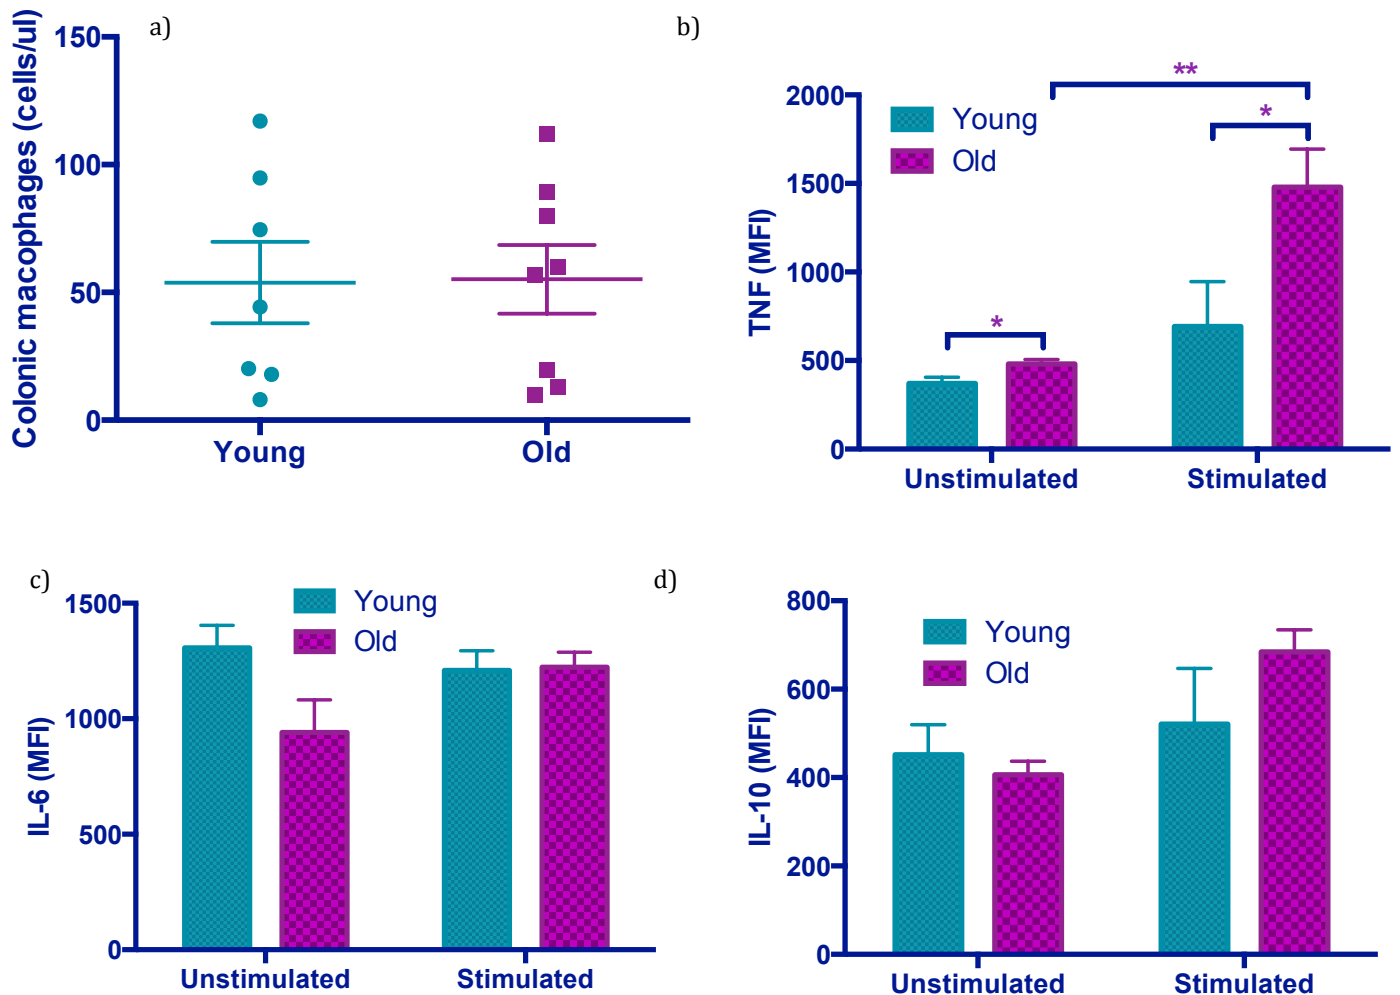 a)
Colonic macophages (cells/ul)
150
100
50
0
Young
Old
b)
TNF (MFI)
2000
1500
1000
500
0
Young
Old
*
*
**
Unstimulated
Stimulated
c)
IL-6 (MFI)
1500
1000
500
0
Young
Old
Unstimulated
Stimulated
d)
IL-10 (MFI)
800
600
400
200
0
Young
Old
Unstimulated
Stimulated